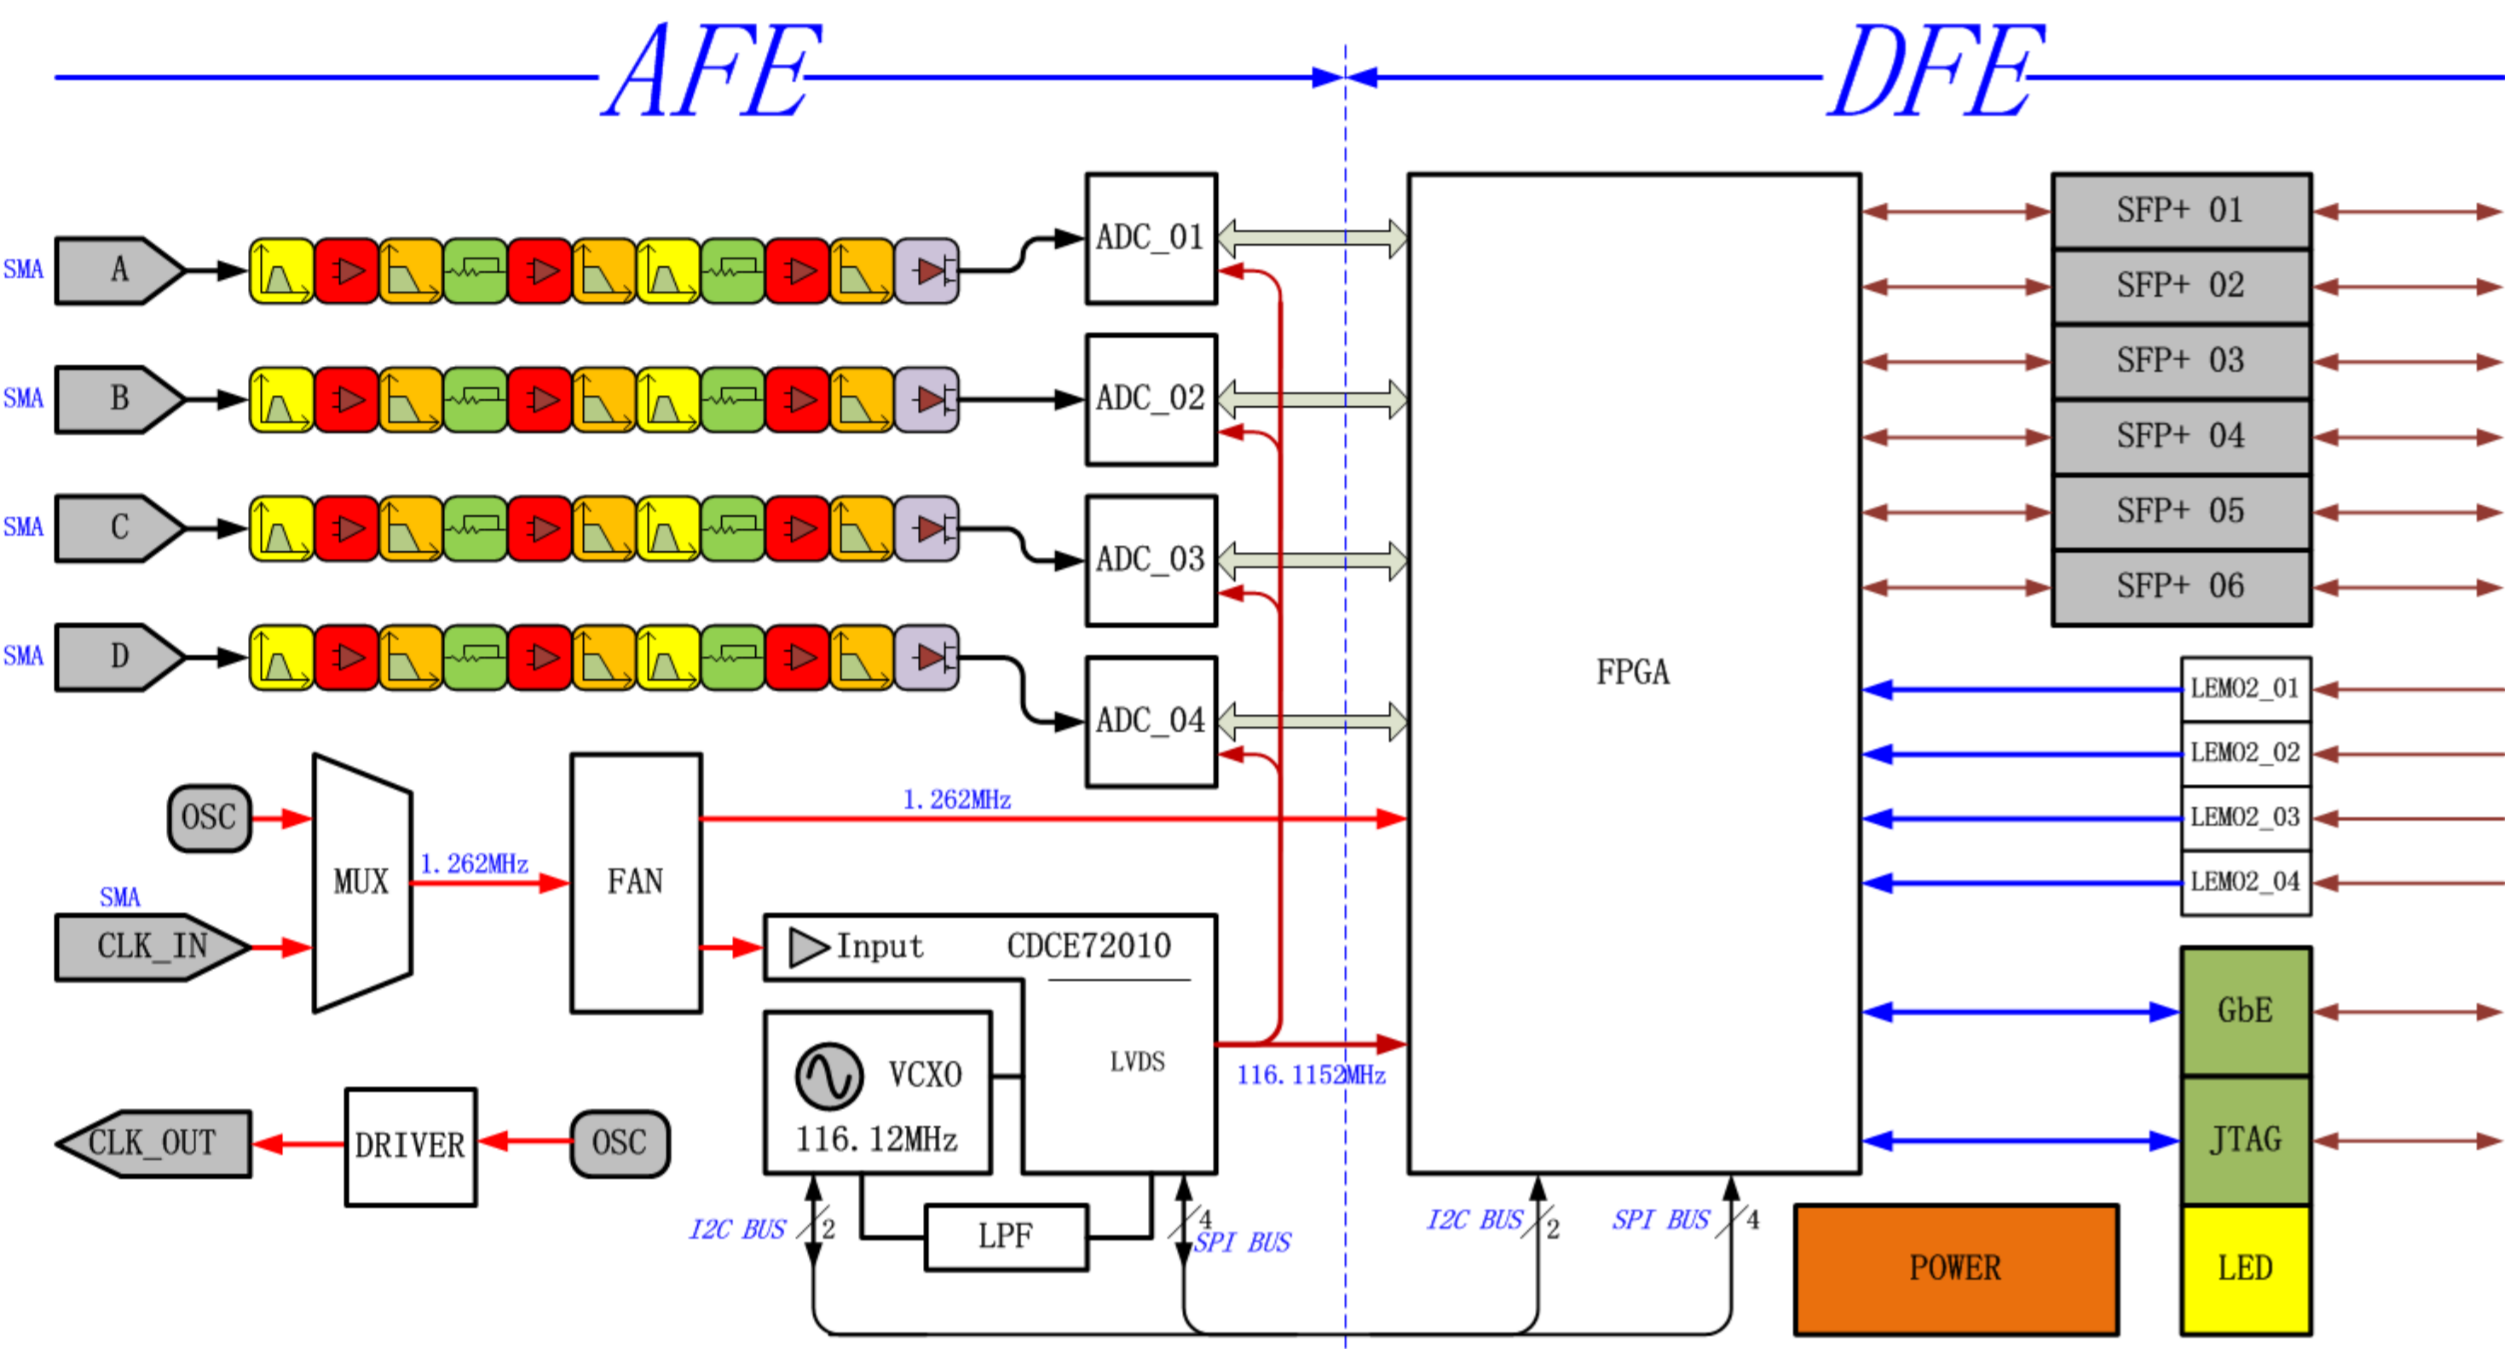 AFE
DFE
SMA
A
ADC_01
SMA
B
ADC_02
SMA
C
ADC_03
SMA
D
ADC_04
FPGA
SFP+ 01
SFP+ 02
SFP+ 03
SFP+ 04
SFP+ 05
SFP+ 06
LEMO2_01
LEMO2_02
LEMO2_03
LEMO2_04
GbE
JTAG
LED
POWER
OSC
SMA
CLK_IN
MUX
1.262MHz
FAN
1.262MHz
Input
CDCE72010
LVDS
VCXO
116.12MHz
116.1152MHz
CLK_OUT
DRIVER
OSC
I2C BUS
2
LPF
4
SPI BUS
I2C BUS
2
SPI BUS
4